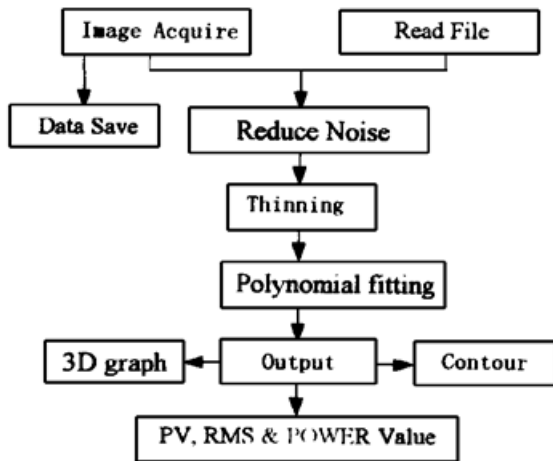 Image Acquire
Read File
Data Save
Reduce Noise
Thinning
Polynomial fitting
3D graph
Output
Contour
PV, RMS & POWER Value